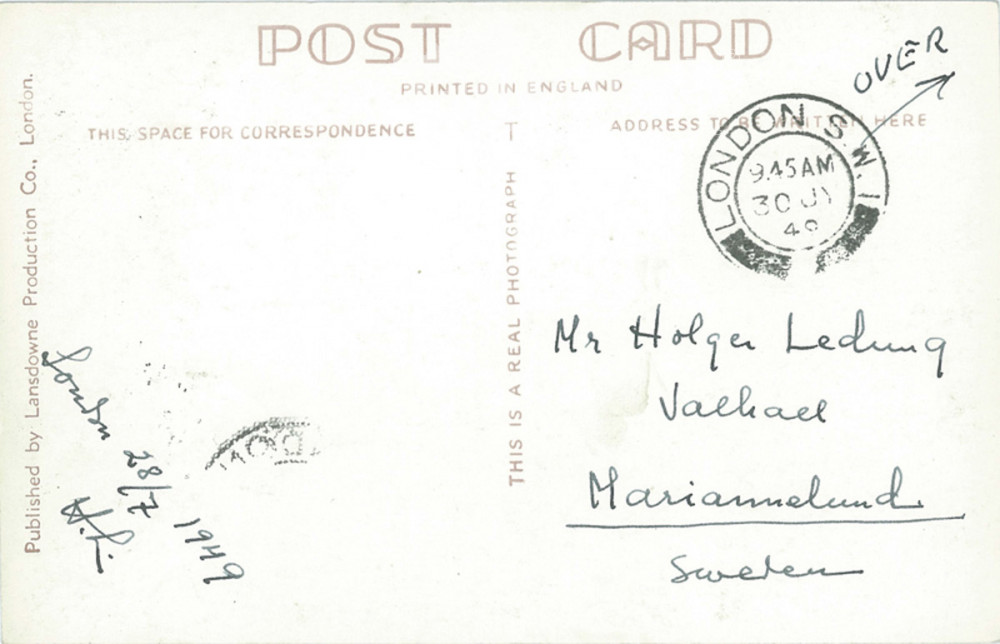 POST CARD
PRINTED IN ENGLAND
THIS SPACE FOR CORRESPONDENCE
T
ADDRESS TO BE WRITTEN HERE
OVER
LONDON S.W.1
9.45 AM
30 JY
49
Published by Lansdowne Production Co., London.
THIS IS A REAL PHOTOGRAPH
London 28/7 1949
H.L.
Mr Holger Ledung
Valhall
Mariannelund
Sweden